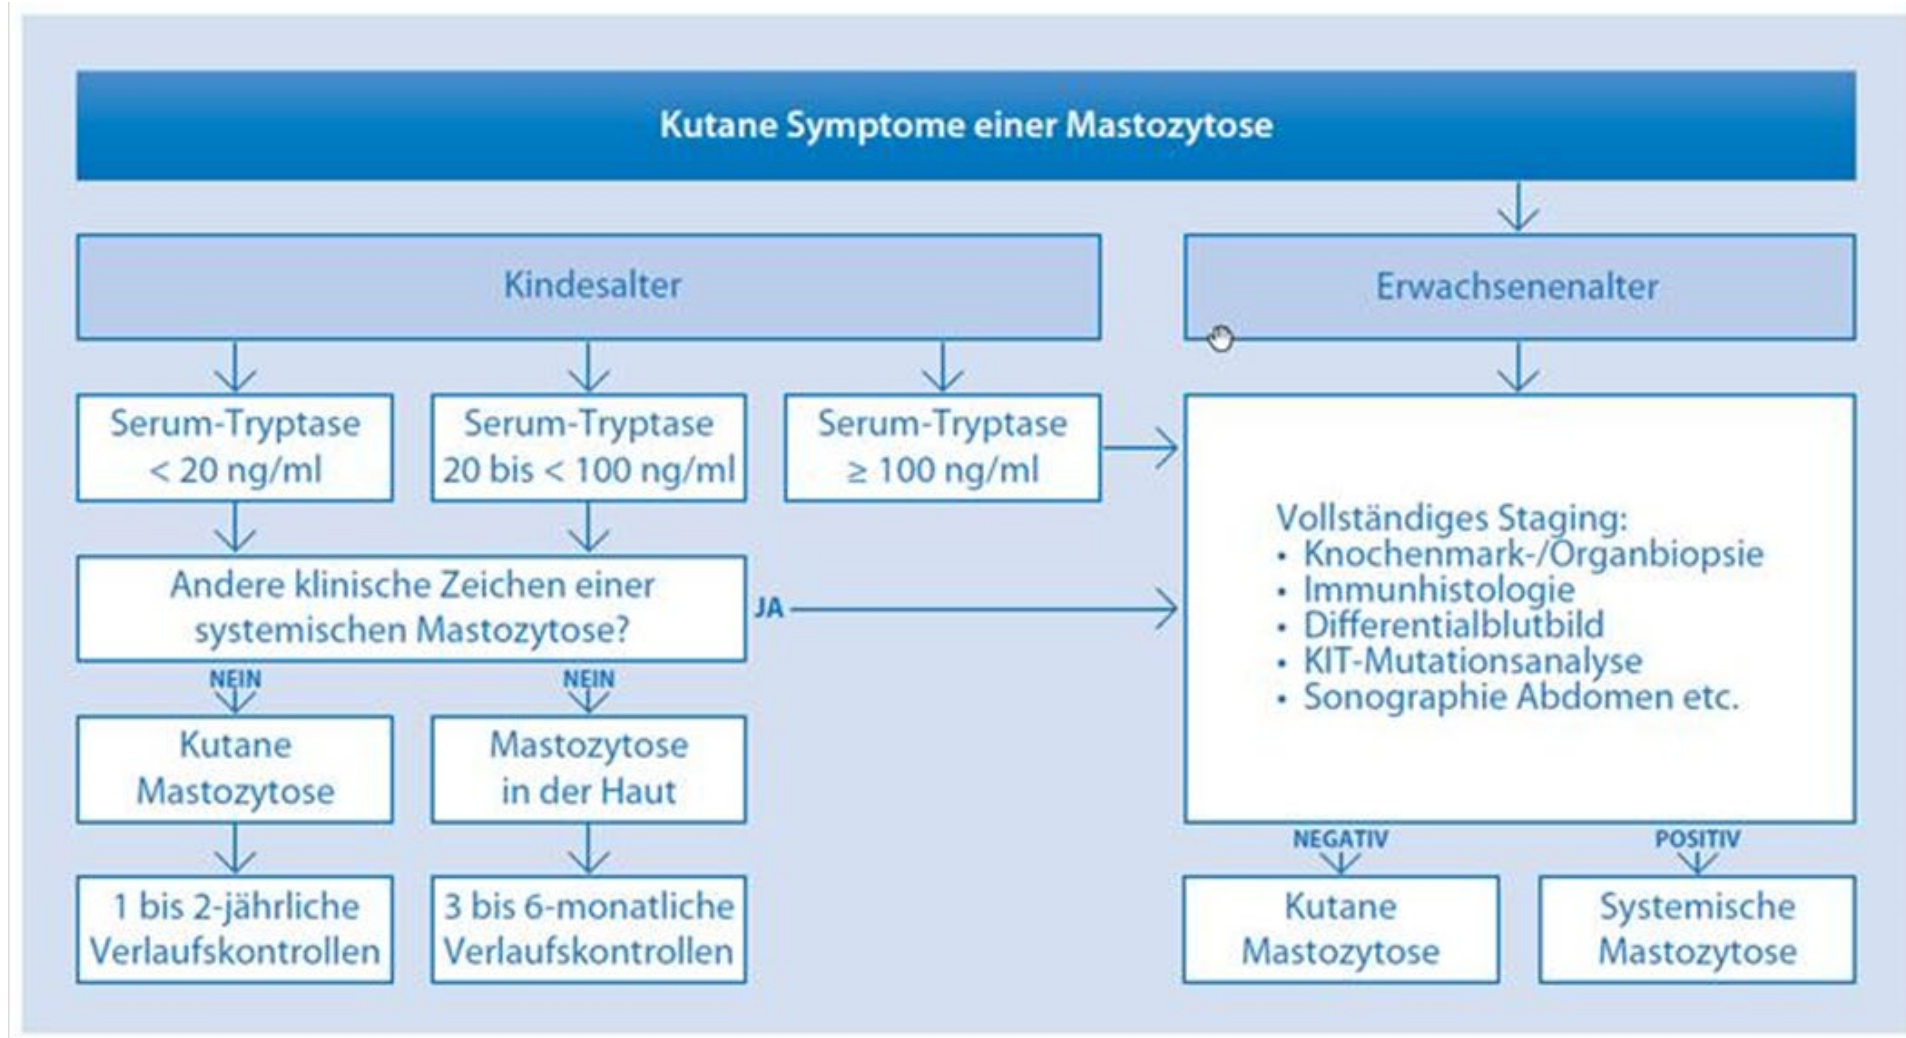 Kutane Symptome einer Mastozytose
Kindesalter
Erwachsenenalter
Serum-Tryptase
< 20 ng/ml
Serum-Tryptase
20 bis < 100 ng/ml
Serum-Tryptase
≥ 100 ng/ml
Andere klinische Zeichen einer
systemischen Mastozytose?
JA
Vollständiges Staging:
• Knochenmark-/Organbiopsie
• Immunhistologie
• Differentialblutbild
• KIT-Mutationsanalyse
• Sonographie Abdomen etc.
NEIN
NEIN
Kutane
Mastozytose
Mastozytose
in der Haut
1 bis 2-jährliche
Verlaufskontrollen
3 bis 6-monatliche
Verlaufskontrollen
NEGATIV
POSITIV
Kutane
Mastozytose
Systemische
Mastozytose